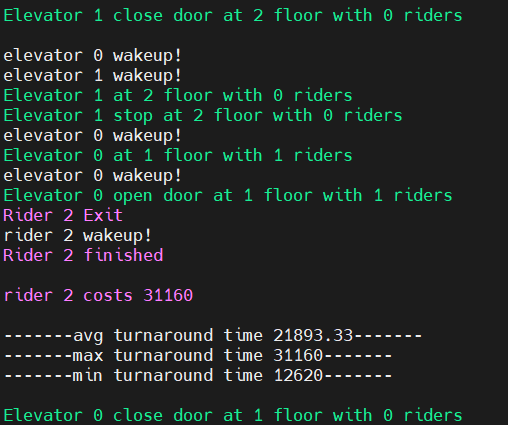 Elevator 1 close door at 2 floor with 0 riders
elevator 0 wakeup!
elevator 1 wakeup!
Elevator 1 at 2 floor with 0 riders
Elevator 1 stop at 2 floor with 0 riders
elevator 0 wakeup!
Elevator 0 at 1 floor with 1 riders
elevator 0 wakeup!
Elevator 0 open door at 1 floor with 1 riders
Rider 2 Exit
rider 2 wakeup!
Rider 2 finished
rider 2 costs 31160
-------avg turnaround time 21893.33-------
-------max turnaround time 31160-------
-------min turnaround time 12620-------
Elevator 0 close door at 1 floor with 0 riders